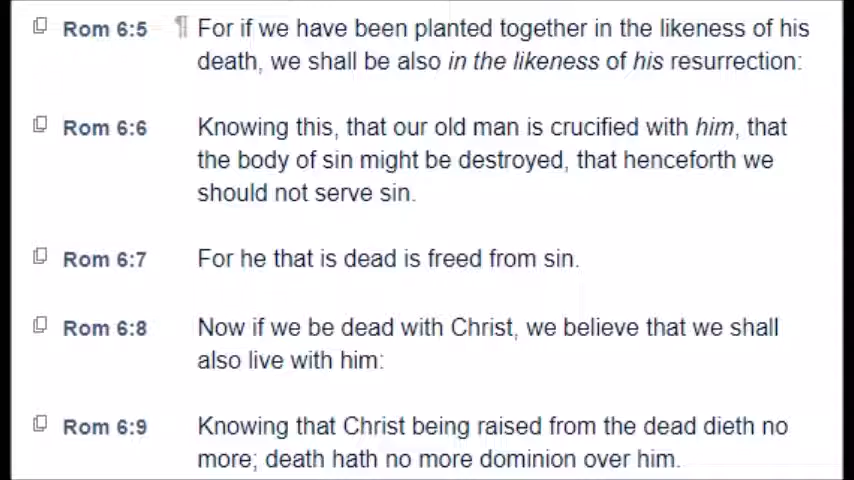 Rom 6:5 ¶ For if we have been planted together in the likeness of his
death, we shall be also in the likeness of his resurrection:
Rom 6:6 Knowing this, that our old man is crucified with him, that
the body of sin might be destroyed, that henceforth we
should not serve sin.
Rom 6:7 For he that is dead is freed from sin.
Rom 6:8 Now if we be dead with Christ, we believe that we shall
also live with him:
Rom 6:9 Knowing that Christ being raised from the dead dieth no
more; death hath no more dominion over him.